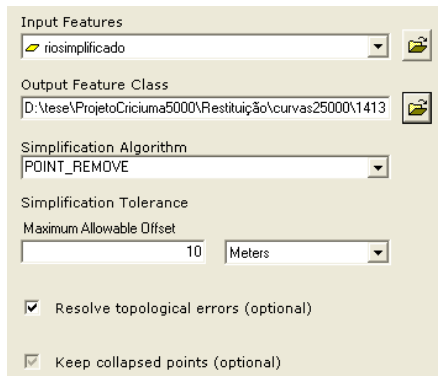 Input Features
riosimplificado
Output Feature Class
D:\tese\ProjetoCriciuma5000\Restituição\curvas25000\1413
Simplification Algorithm
POINT_REMOVE
Simplification Tolerance
Maximum Allowable Offset
10 Meters
Resolve topological errors (optional)
Keep collapsed points (optional)